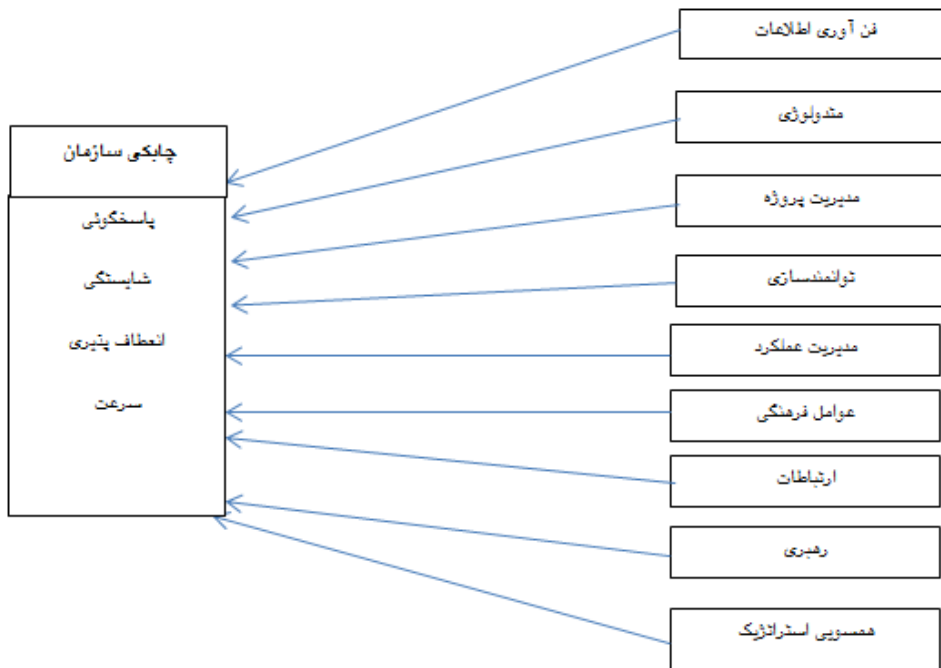 فن آوری اطلاعات
متدولوژی
مدیریت پروژه
توانمندسازی
مدیریت عملکرد
عوامل فرهنگی
ارتباطات
رهبری
همسویی استراتژیک
چابکی سازمان
پاسخگوئی
شایستگی
انعطاف پذیری
سرعت